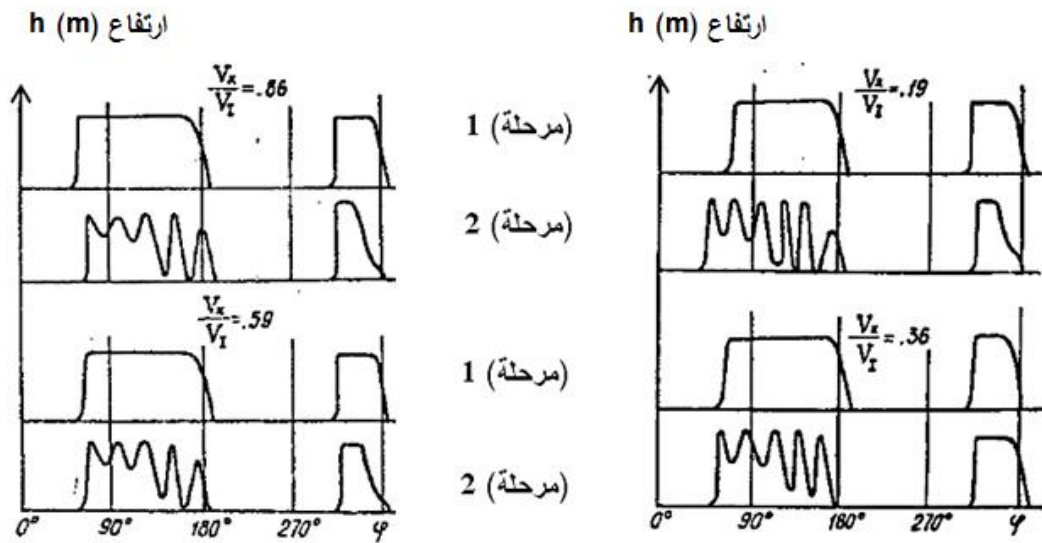 ارتفاع h (m)
ارتفاع h (m)
Vx/VI=.86
Vx/VI=.19
(مرحلة) 1
(مرحلة) 2
Vx/VI=.59
Vx/VI=.36
(مرحلة) 1
(مرحلة) 2
0° 90° 180° 270° φ
0° 90° 180° 270° φ